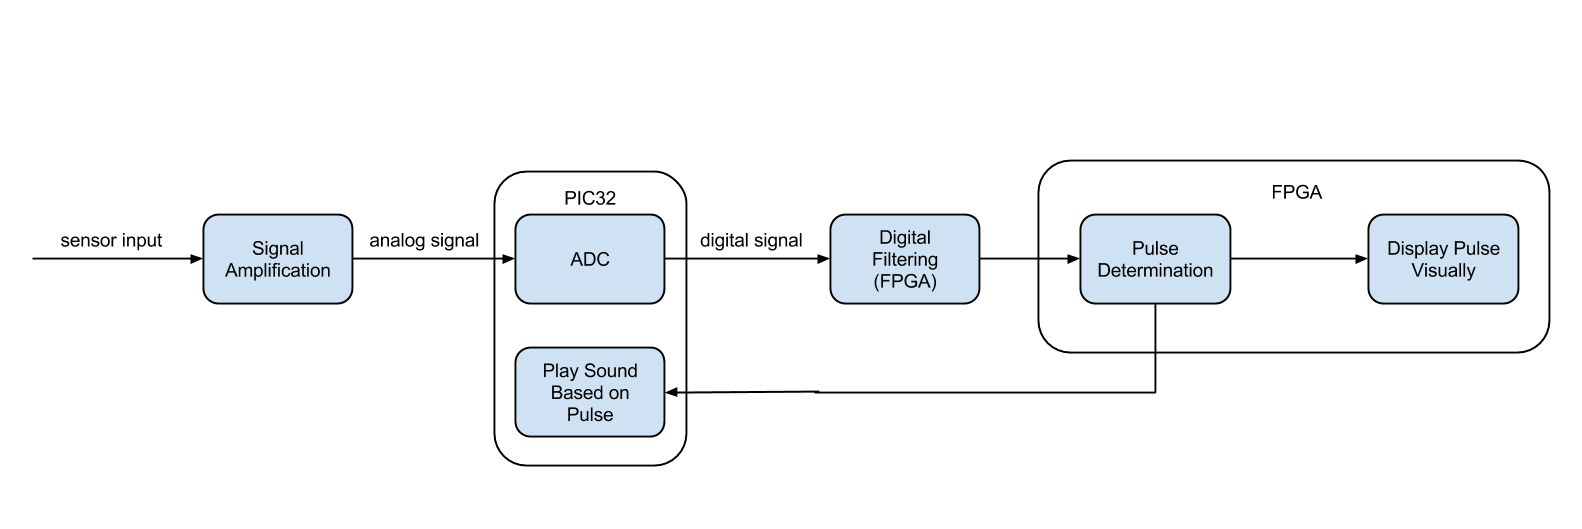 sensor input
Signal
Amplification
analog signal
PIC32
ADC
Play Sound
Based on
Pulse
digital signal
Digital
Filtering
(FPGA)
FPGA
Pulse
Determination
Display Pulse
Visually